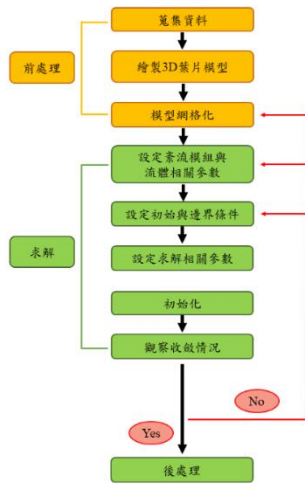 蒐集資料
前處理
繪製3D葉片模型
模型網格化
設定紊流模組與
流體相關參數
設定初始與邊界條件
求解
設定求解相關參數
初始化
觀察收斂情況
No
Yes
後處理